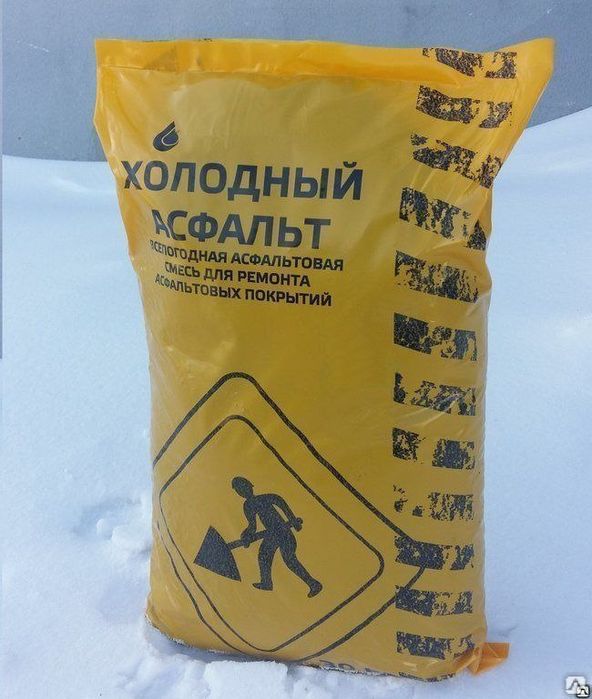 ХОЛОДНЫЙ
АСФАЛЬТ
ВСЕПОГОДНАЯ АСФАЛЬТОВАЯ
СМЕСЬ ДЛЯ РЕМОНТА
АСФАЛЬТОВЫХ ПОКРЫТИЙ